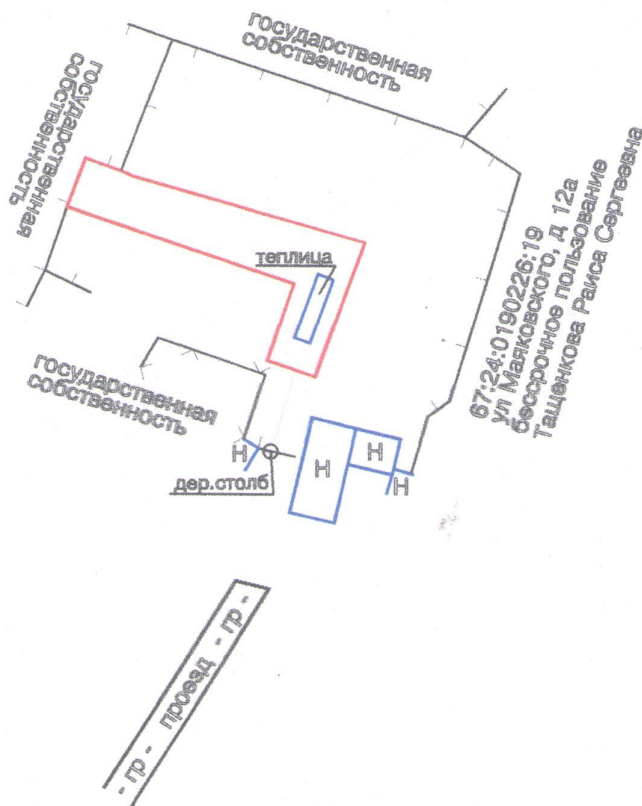 государственная
собственность
государственная
собственность
теплица
67:24:0190226:19
ул Маяковского, д. 12а
бессрочное пользование
Тащенкова Раиса Сергеевна
государственная
собственность
Н
дер.столб
Н
Н
Н
- гр - проезд - гр -